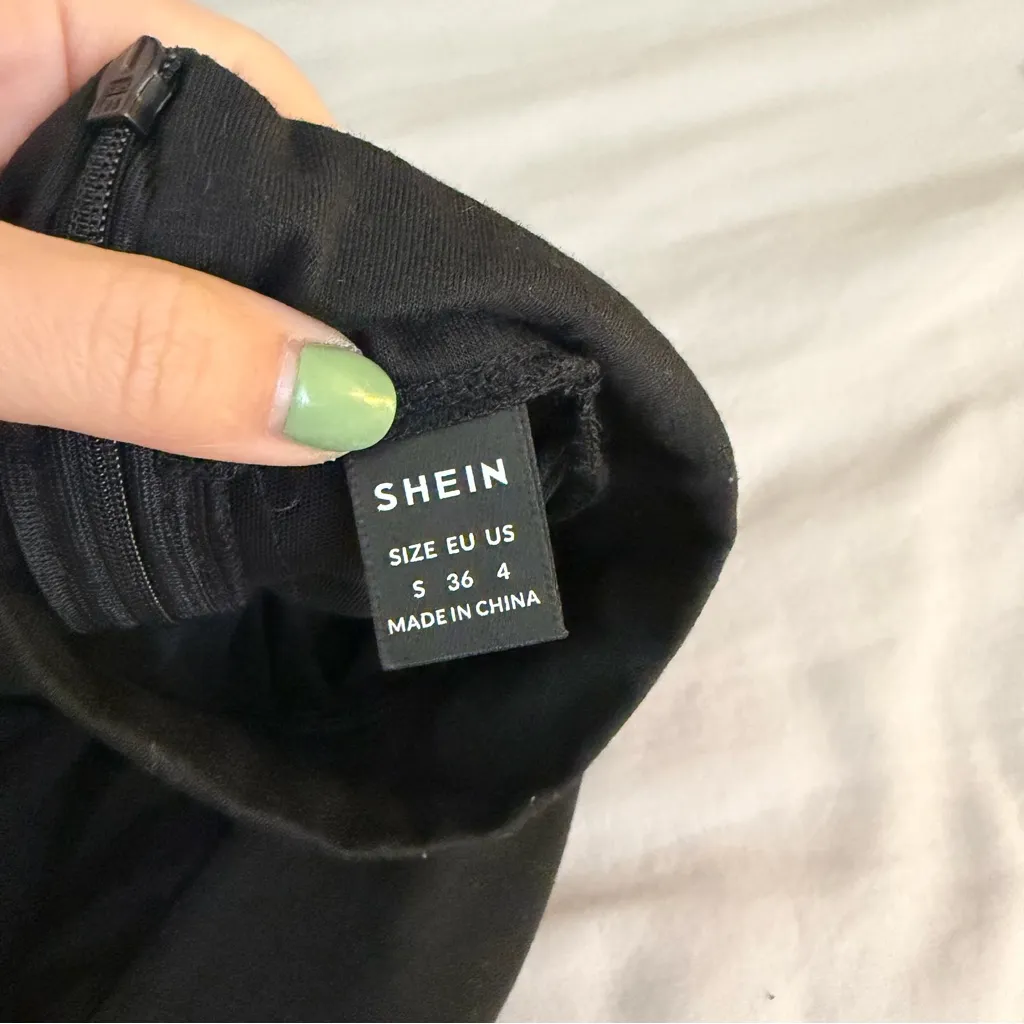 SHEIN
SIZE EU US
S 36 4
MADE IN CHINA